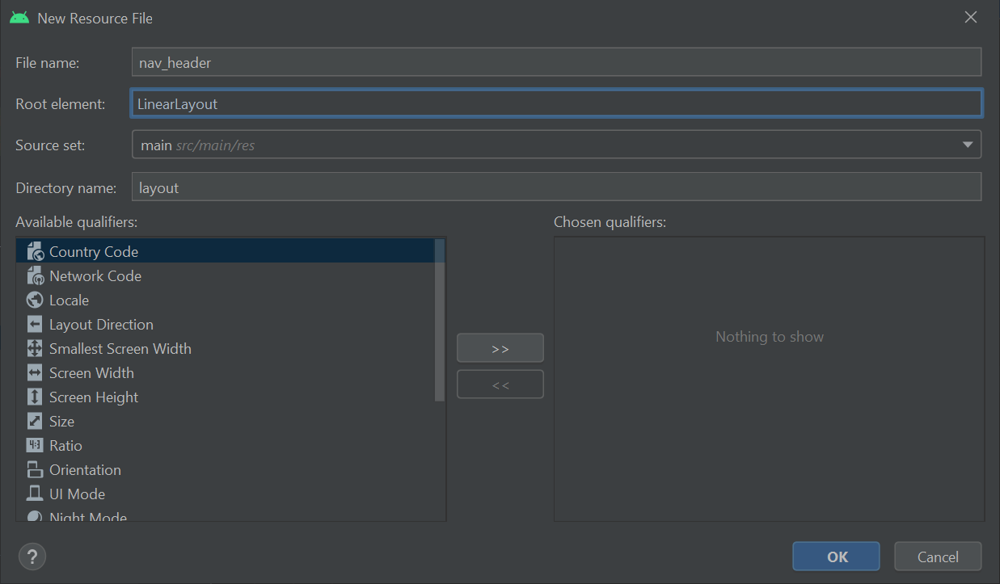 New Resource File
File name: nav_header
Root element: LinearLayout
Source set: main src/main/res
Directory name: layout
Available qualifiers:
Chosen qualifiers:
Country Code
Network Code
Locale
Layout Direction
Smallest Screen Width
Screen Width
Screen Height
Size
4:3 Ratio
Orientation
UI Mode
Night Mode
>>
<<
Nothing to show
?
OK
Cancel